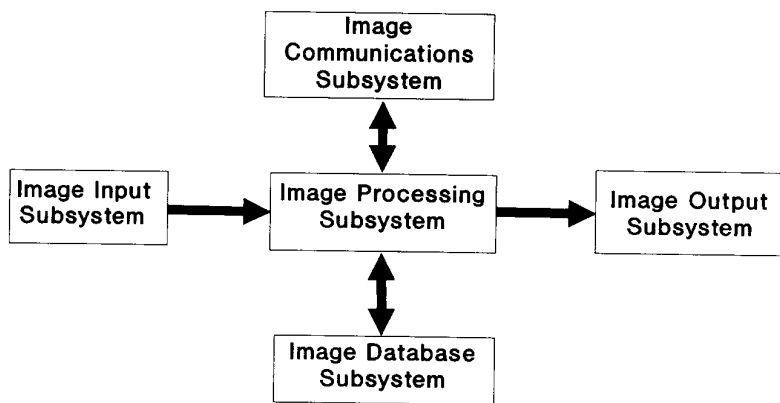 Image
Communications
Subsystem
Image Input
Subsystem
Image Processing
Subsystem
Image Output
Subsystem
Image Database
Subsystem